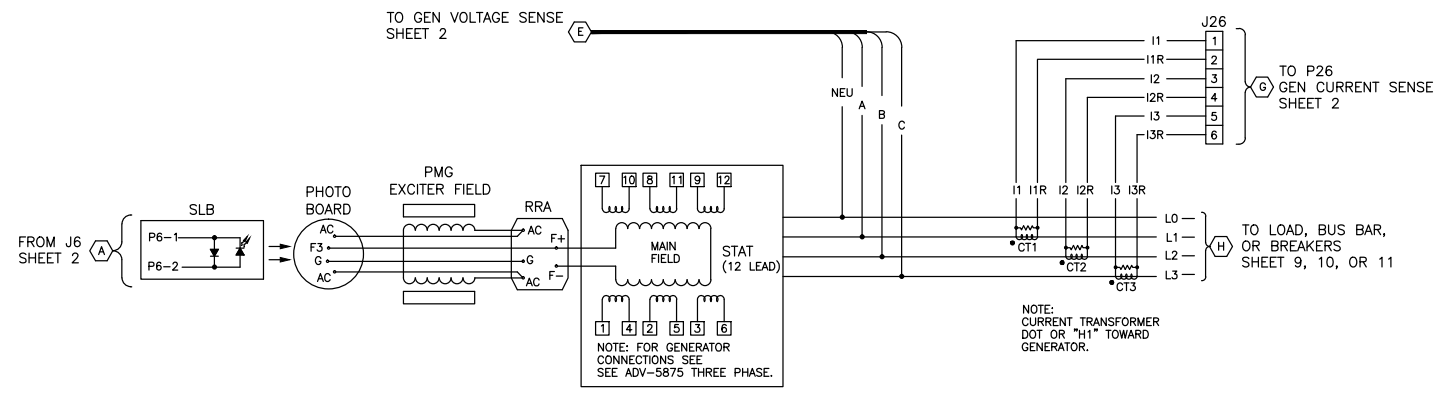 TO GEN VOLTAGE SENSE
SHEET 2
E
J26
I1
1
I1R
2
I2
3
I2R
4
I3
5
I3R
6
G
TO P26
GEN CURRENT SENSE
SHEET 2
NEU
A
B
C
I1 I1R I2 I2R I3 I3R
FROM J6
SHEET 2
A
SLB
P6-1
P6-2
PHOTO
BOARD
AC
F3
G
AC
PMG
EXCITER FIELD
RRA
AC
F+
G
F-
AC
7 10 8 11 9 12
MAIN
FIELD
STAT
(12 LEAD)
1 4 2 5 3 6
NOTE: FOR GENERATOR
CONNECTIONS SEE
SEE ADV-5875 THREE PHASE.
CT1
CT2
CT3
L0
L1
L2
L3
H
TO LOAD, BUS BAR,
OR BREAKERS
SHEET 9, 10, OR 11
NOTE:
CURRENT TRANSFORMER
DOT OR "H1" TOWARD
GENERATOR.